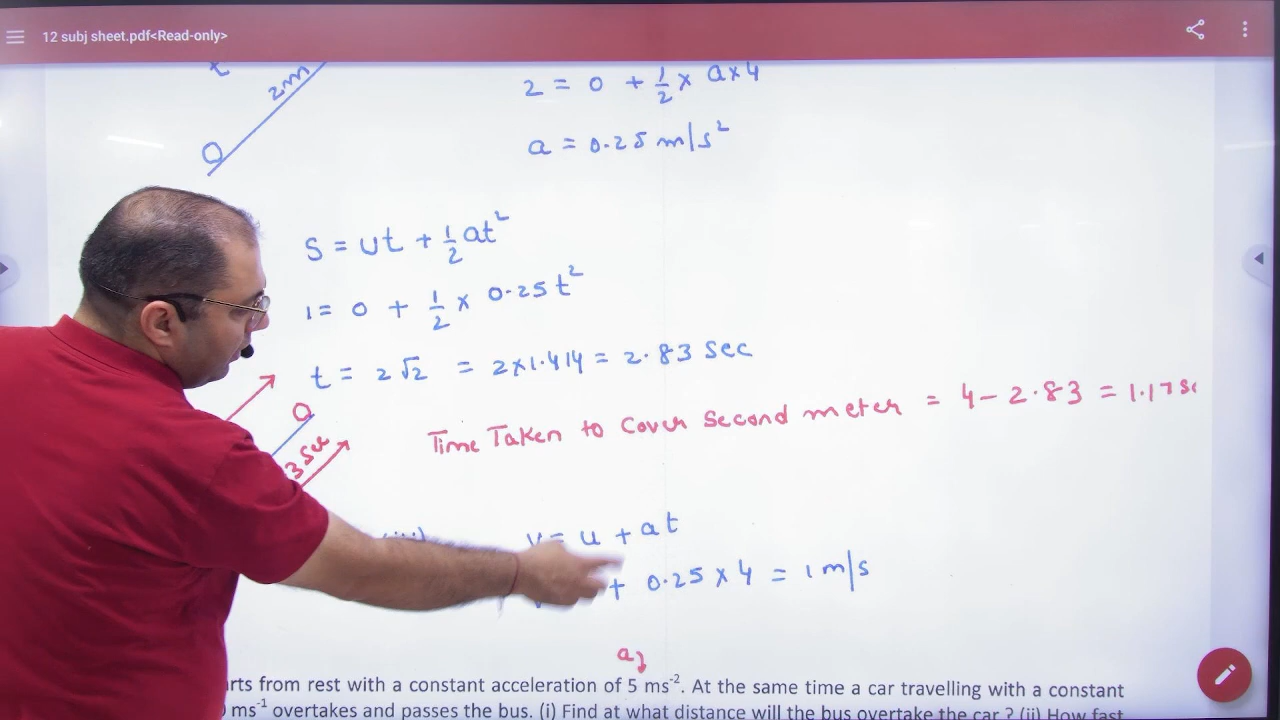 12 subj sheet.pdf<Read-only>
t
2m
2 = 0 + 1/2 × a×4
a = 0.25 m/s²
S = ut + 1/2 at²
1 = 0 + 1/2 × 0.25 t²
t = 2√2 = 2×1.414 = 2.83 sec
3 sec
Time Taken to Cover Second meter = 4 – 2.83 = 1.17 s
v = u + at
+ 0.25 × 4 = 1 m/s
from rest with a constant acceleration of 5 ms⁻². At the same time a car travelling with a constant
ms⁻¹ overtakes and passes the bus. (i) Find at what distance will the bus overtake the car ? (ii) How fast